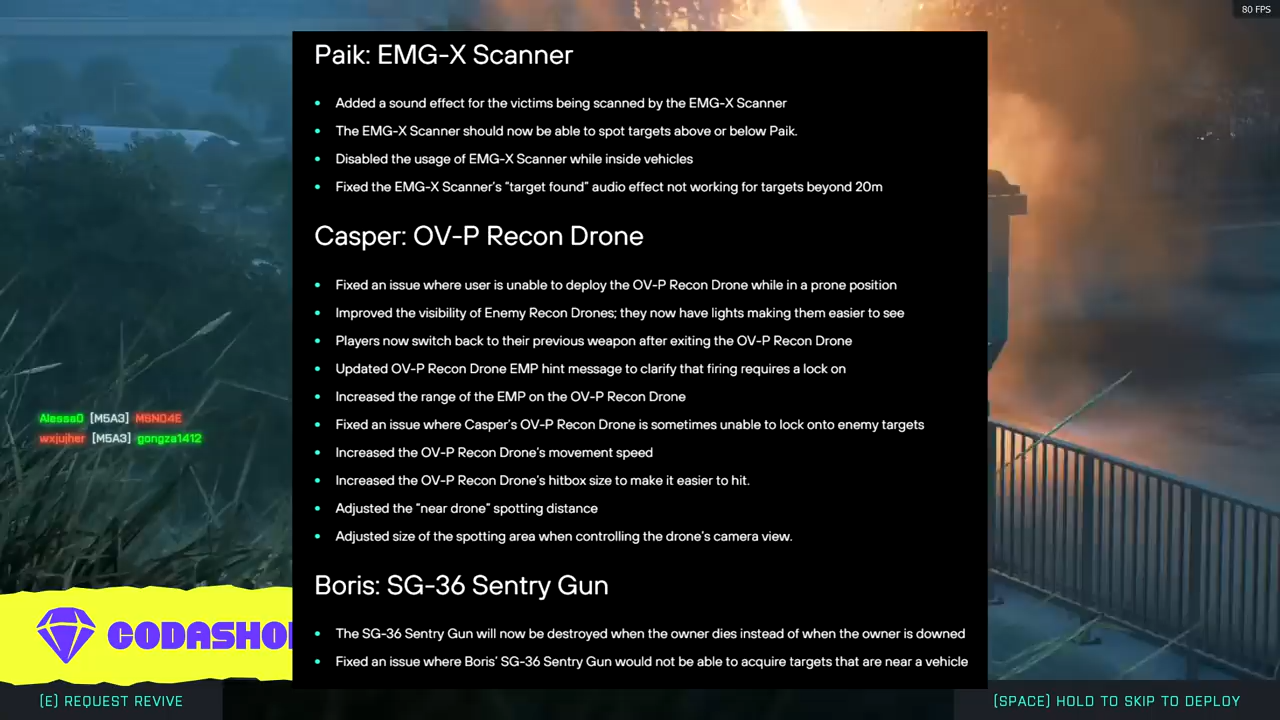 80 FPS
Paik: EMG-X Scanner
• Added a sound effect for the victims being scanned by the EMG-X Scanner
• The EMG-X Scanner should now be able to spot targets above or below Paik.
• Disabled the usage of EMG-X Scanner while inside vehicles
• Fixed the EMG-X Scanner's "target found" audio effect not working for targets beyond 20m
Casper: OV-P Recon Drone
• Fixed an issue where user is unable to deploy the OV-P Recon Drone while in a prone position
• Improved the visibility of Enemy Recon Drones; they now have lights making them easier to see
• Players now switch back to their previous weapon after exiting the OV-P Recon Drone
• Updated OV-P Recon Drone EMP hint message to clarify that firing requires a lock on
• Increased the range of the EMP on the OV-P Recon Drone
• Fixed an issue where Casper's OV-P Recon Drone is sometimes unable to lock onto enemy targets
• Increased the OV-P Recon Drone's movement speed
• Increased the OV-P Recon Drone's hitbox size to make it easier to hit.
• Adjusted the "near drone" spotting distance
• Adjusted size of the spotting area when controlling the drone's camera view.
Boris: SG-36 Sentry Gun
• The SG-36 Sentry Gun will now be destroyed when the owner dies instead of when the owner is downed
• Fixed an issue where Boris' SG-36 Sentry Gun would not be able to acquire targets that are near a vehicle
[M5A3]
wxjujher [M5A3] gongza1412
CODASHO
[E] REQUEST REVIVE
[SPACE] HOLD TO SKIP TO DEPLOY